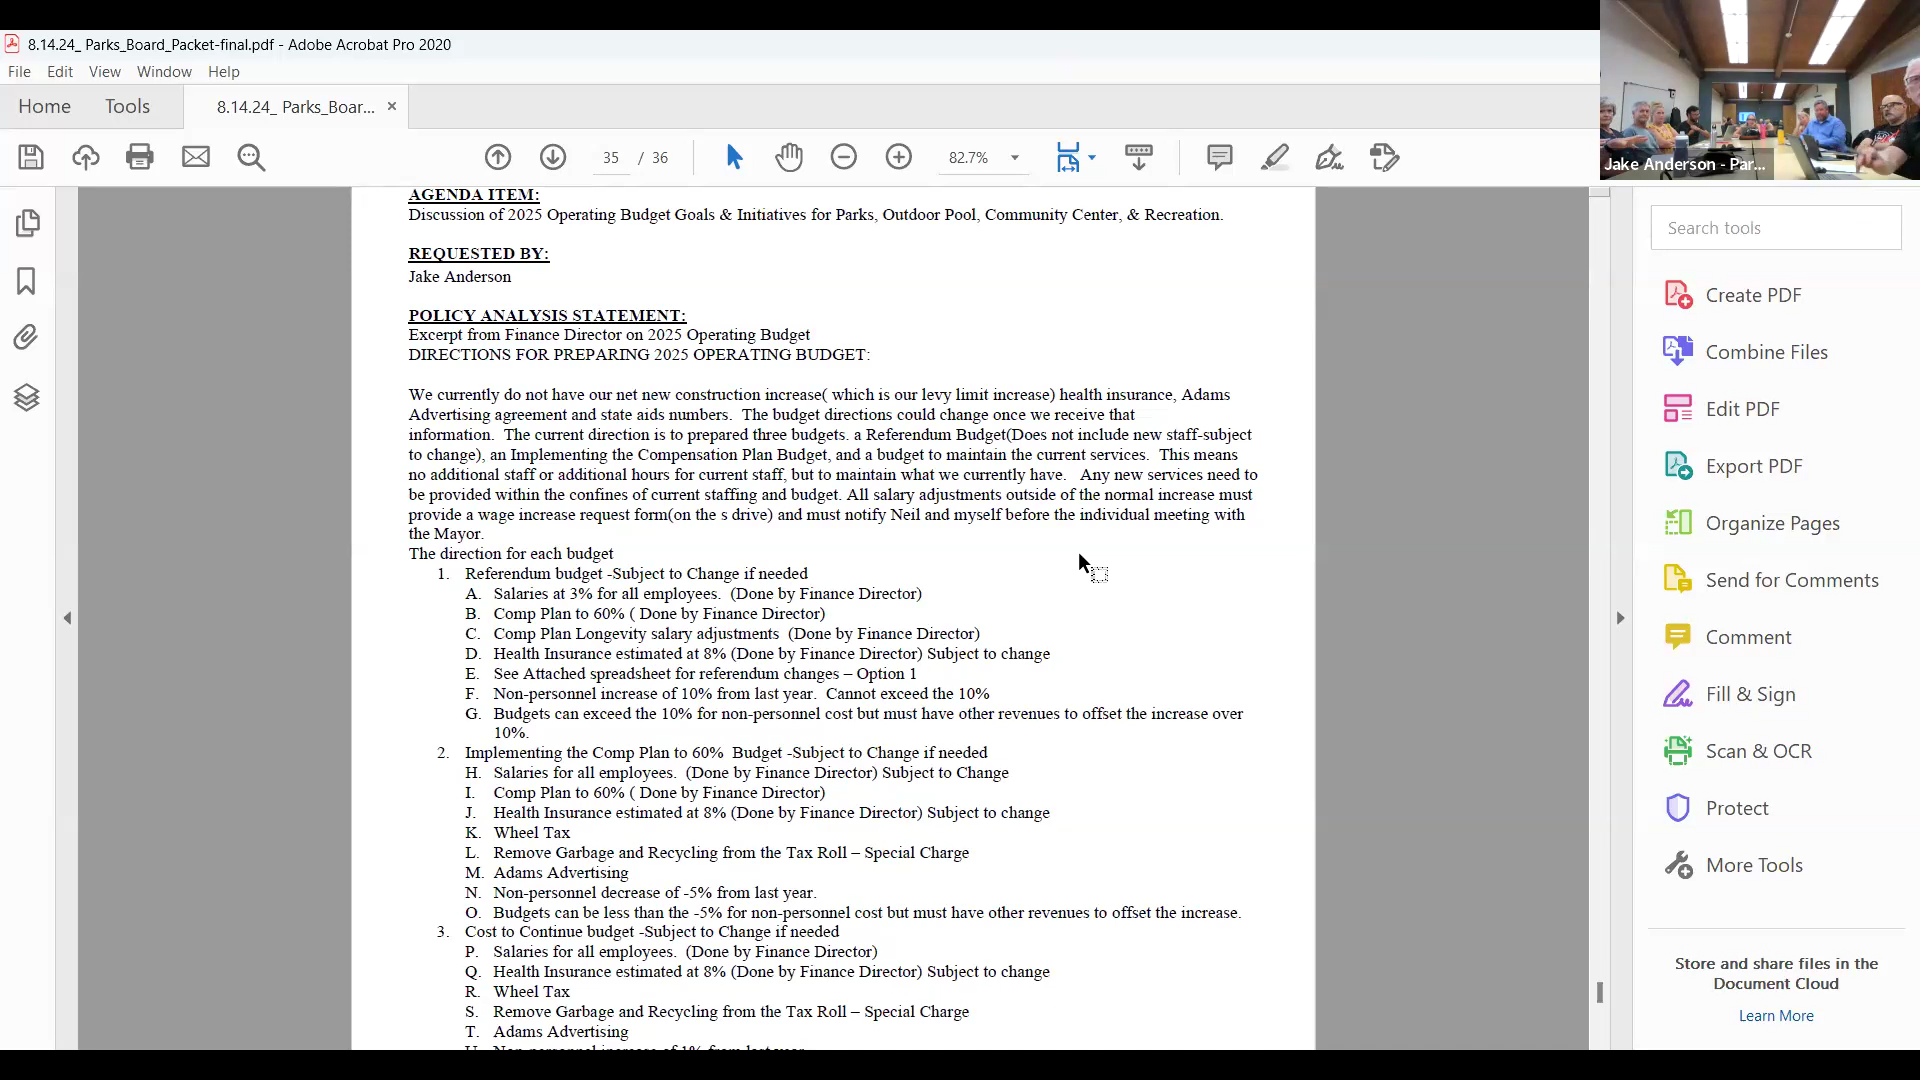 8.14.24_ Parks_Board_Packet-final.pdf - Adobe Acrobat Pro 2020
File Edit View Window Help
Home Tools 8.14.24_ Parks_Boar... ×
35 / 36 82.7%
Jake Anderson - Par...
AGENDA ITEM:
Discussion of 2025 Operating Budget Goals & Initiatives for Parks, Outdoor Pool, Community Center, & Recreation.
REQUESTED BY:
Jake Anderson
POLICY ANALYSIS STATEMENT:
Excerpt from Finance Director on 2025 Operating Budget
DIRECTIONS FOR PREPARING 2025 OPERATING BUDGET:
We currently do not have our net new construction increase( which is our levy limit increase) health insurance, Adams
Advertising agreement and state aids numbers.  The budget directions could change once we receive that
information.  The current direction is to prepared three budgets. a Referendum Budget(Does not include new staff-subject
to change), an Implementing the Compensation Plan Budget, and a budget to maintain the current services.  This means
no additional staff or additional hours for current staff, but to maintain what we currently have.   Any new services need to
be provided within the confines of current staffing and budget. All salary adjustments outside of the normal increase must
provide a wage increase request form(on the s drive) and must notify Neil and myself before the individual meeting with
the Mayor.
The direction for each budget
1. Referendum budget -Subject to Change if needed
A. Salaries at 3% for all employees.  (Done by Finance Director)
B. Comp Plan to 60% ( Done by Finance Director)
C. Comp Plan Longevity salary adjustments  (Done by Finance Director)
D. Health Insurance estimated at 8% (Done by Finance Director) Subject to change
E. See Attached spreadsheet for referendum changes – Option 1
F. Non-personnel increase of 10% from last year.  Cannot exceed the 10%
G. Budgets can exceed the 10% for non-personnel cost but must have other revenues to offset the increase over
10%.
2. Implementing the Comp Plan to 60%  Budget -Subject to Change if needed
H. Salaries for all employees.  (Done by Finance Director) Subject to Change
I. Comp Plan to 60% ( Done by Finance Director)
J. Health Insurance estimated at 8% (Done by Finance Director) Subject to change
K. Wheel Tax
L. Remove Garbage and Recycling from the Tax Roll – Special Charge
M. Adams Advertising
N. Non-personnel decrease of -5% from last year.
O. Budgets can be less than the -5% for non-personnel cost but must have other revenues to offset the increase.
3. Cost to Continue budget -Subject to Change if needed
P. Salaries for all employees.  (Done by Finance Director)
Q. Health Insurance estimated at 8% (Done by Finance Director) Subject to change
R. Wheel Tax
S. Remove Garbage and Recycling from the Tax Roll – Special Charge
T. Adams Advertising
U. Non-personnel increase of 1% from last year.
Search tools
Create PDF
Combine Files
Edit PDF
Export PDF
Organize Pages
Send for Comments
Comment
Fill & Sign
Scan & OCR
Protect
More Tools
Store and share files in the
Document Cloud
Learn More